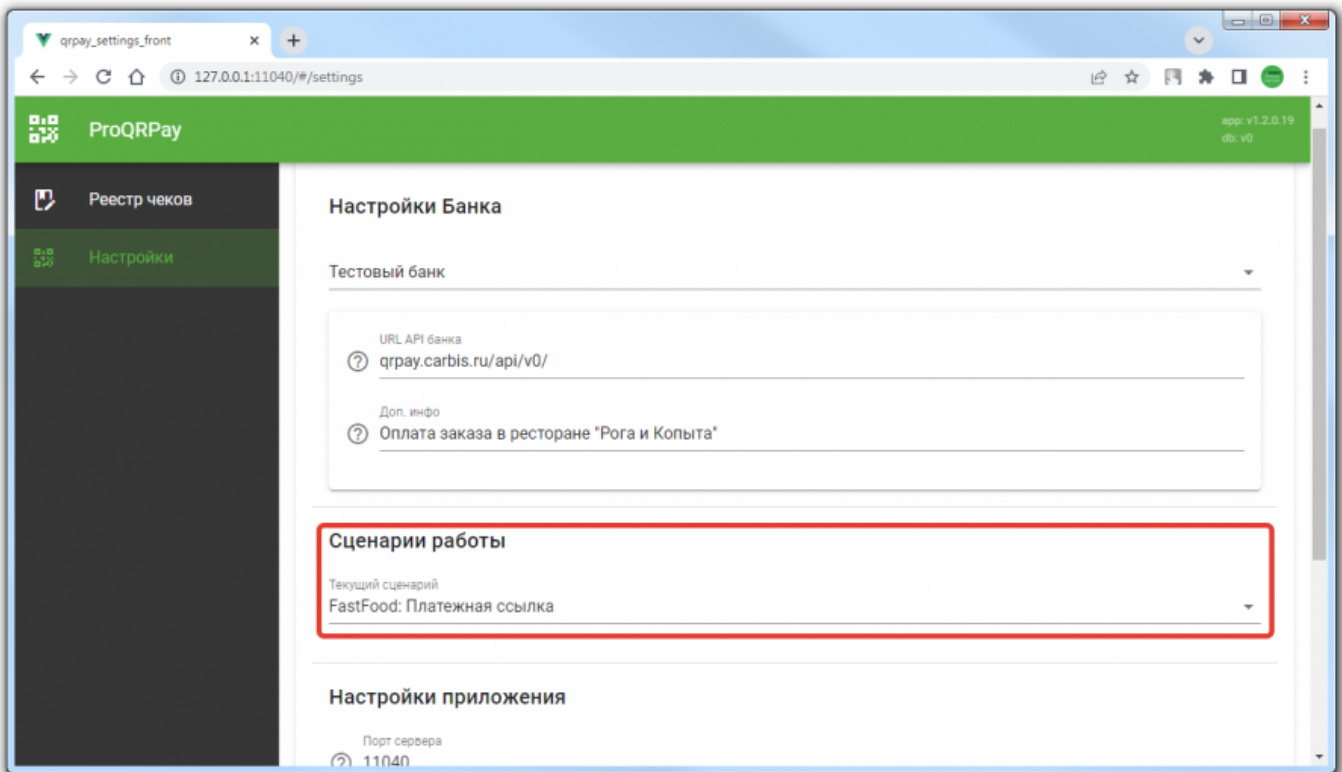 qrpay_settings_front
127.0.0.1:11040/#/settings
ProQRPay
app: v1.2.0.19
db: v0
Реестр чеков
Настройки
Настройки Банка
Тестовый банк
URL API банка
qrpay.carbis.ru/api/v0/
Доп. инфо
Оплата заказа в ресторане "Рога и Копыта"
Сценарии работы
Текущий сценарий
FastFood: Платежная ссылка
Настройки приложения
Порт сервера
11040